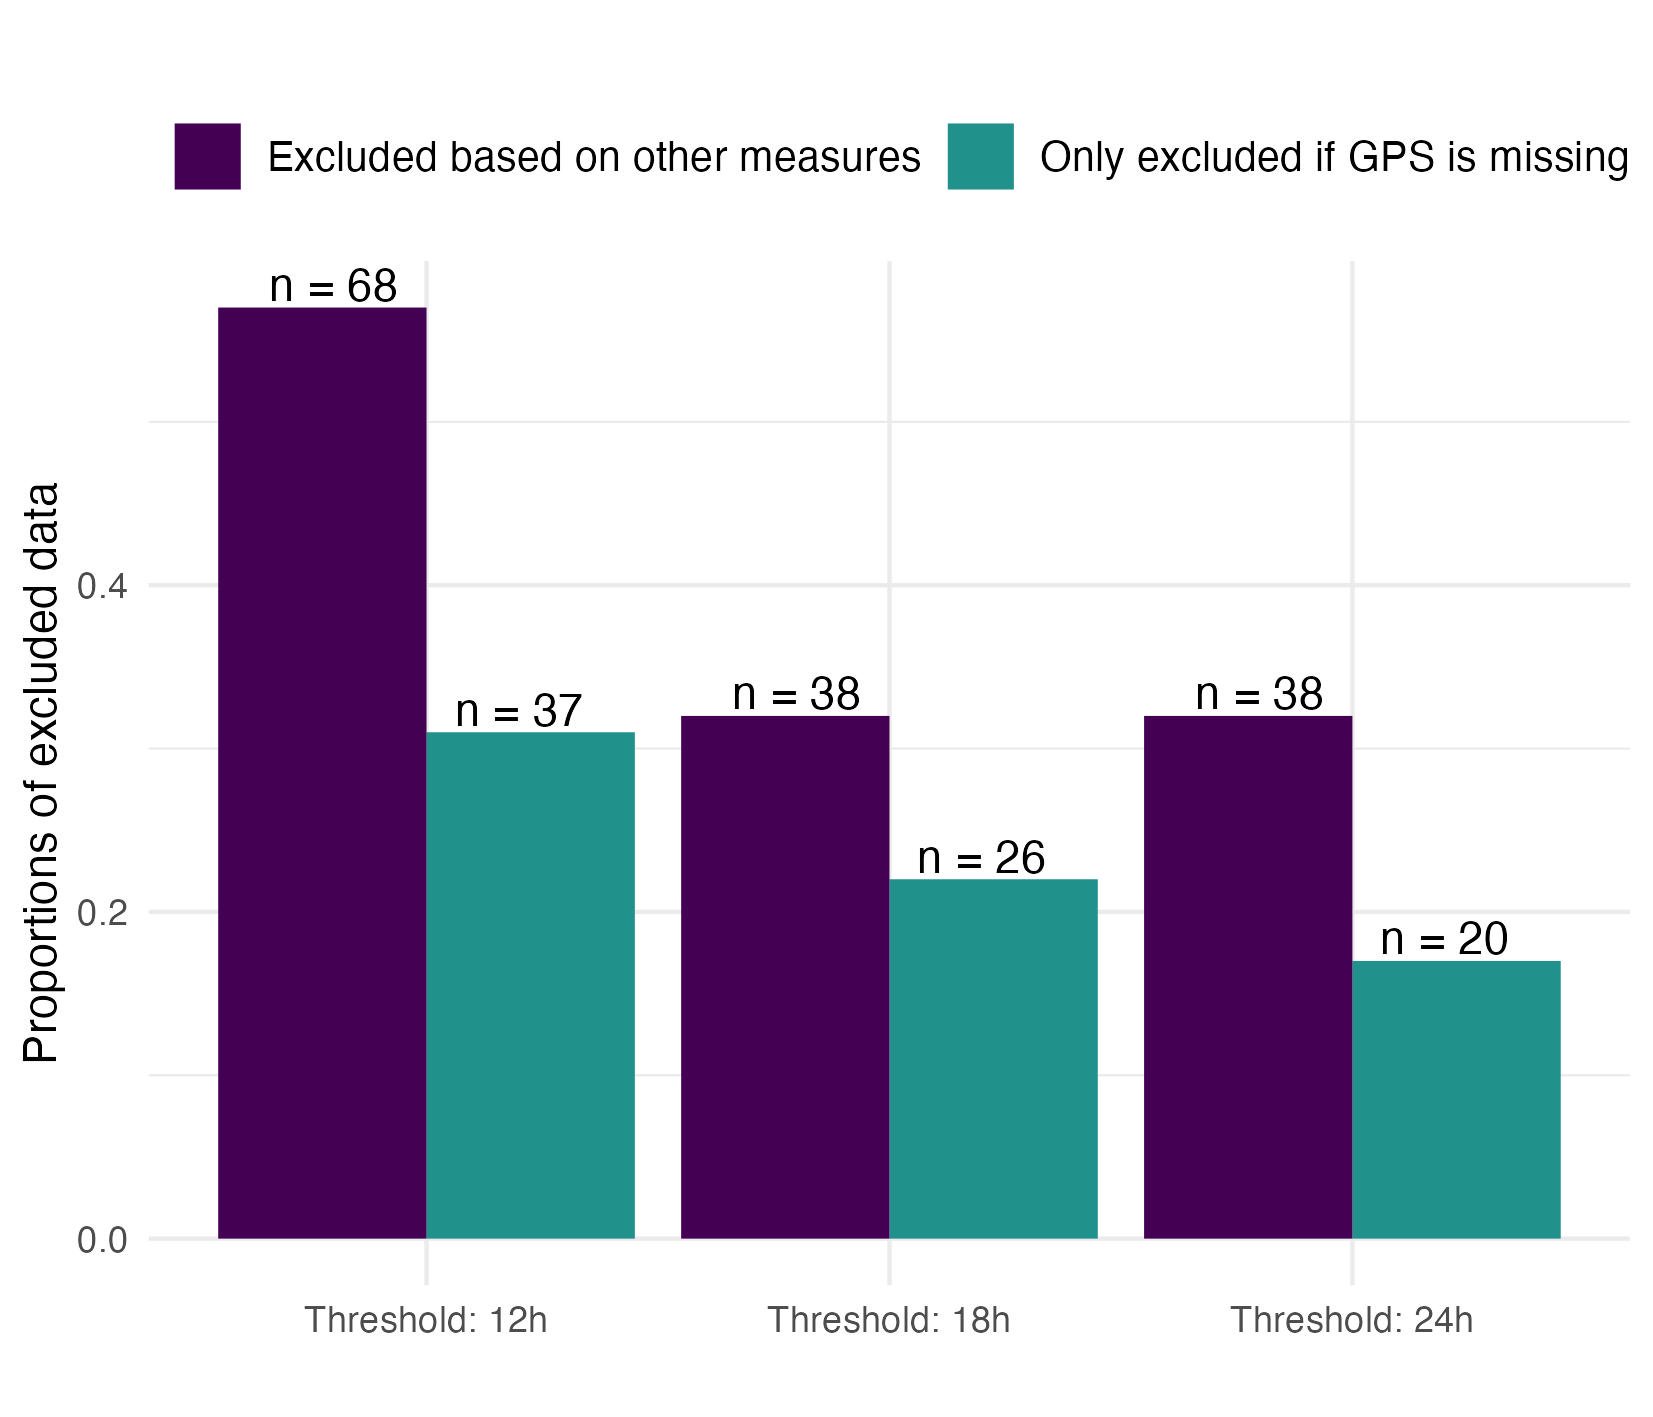 Excluded based on other measures
Only excluded if GPS is missing
Proportions of excluded data
0.4
0.2
0.0
n = 68
n = 37
n = 38
n = 26
n = 38
n = 20
Threshold: 12h
Threshold: 18h
Threshold: 24h